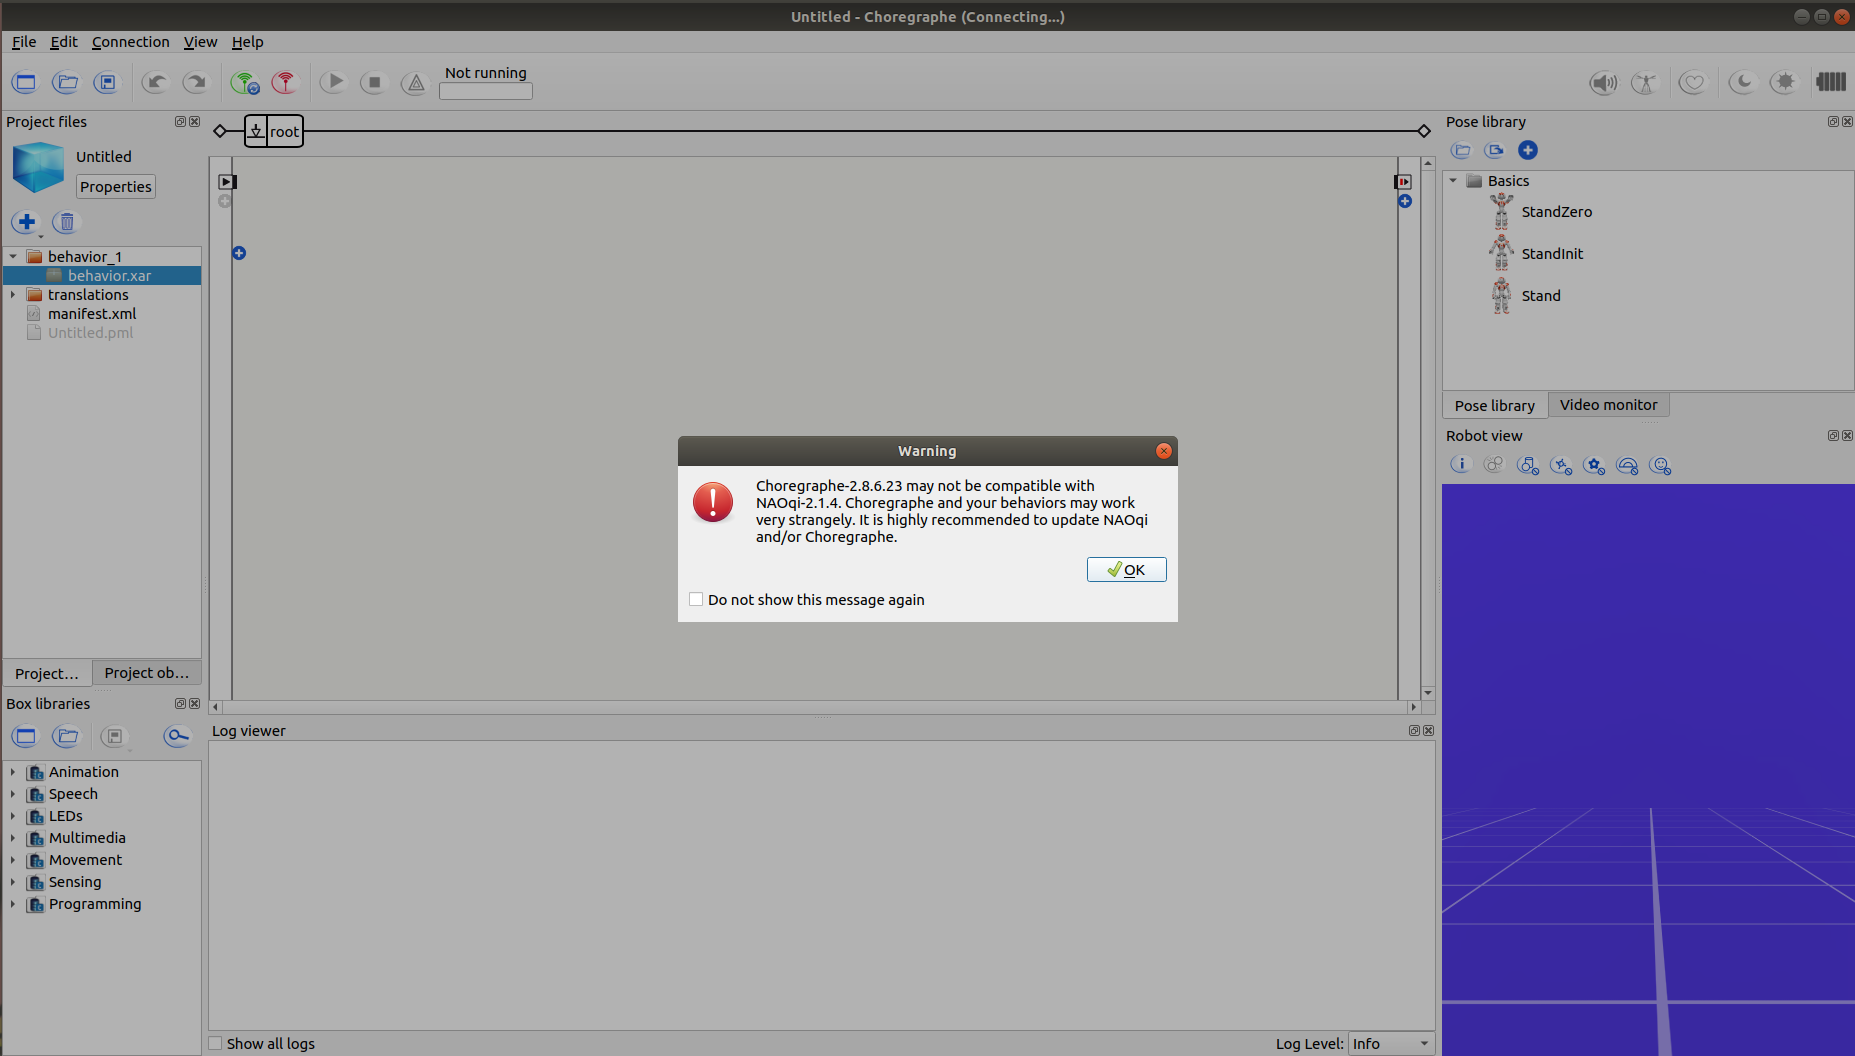 Untitled - Choregraphe (Connecting...)
File Edit Connection View Help
Not running
Project files
Untitled
Properties
behavior_1
behavior.xar
translations
manifest.xml
Untitled.pml
Project...
Project ob...
Box libraries
Animation
Speech
LEDs
Multimedia
Movement
Sensing
Programming
root
Warning
Choregraphe-2.8.6.23 may not be compatible with
NAOqi-2.1.4. Choregraphe and your behaviors may work
very strangely. It is highly recommended to update NAOqi
and/or Choregraphe.
OK
Do not show this message again
Log viewer
Show all logs
Log Level: Info
Pose library
Basics
StandZero
StandInit
Stand
Pose library
Video monitor
Robot view